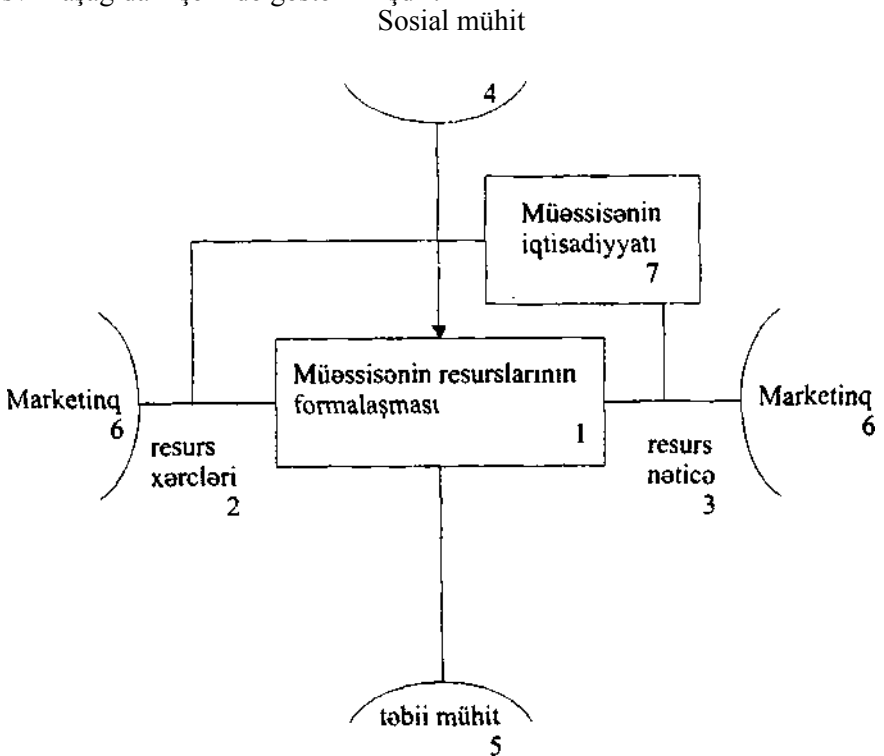 Sosial mühit
4
Müəssisənin
iqtisadiyyatı
7
Müəssisənin resurslarının
formalaşması
1
Marketinq
6
resurs
xərcləri
2
resurs
nəticə
3
Marketinq
6
təbii mühit
5